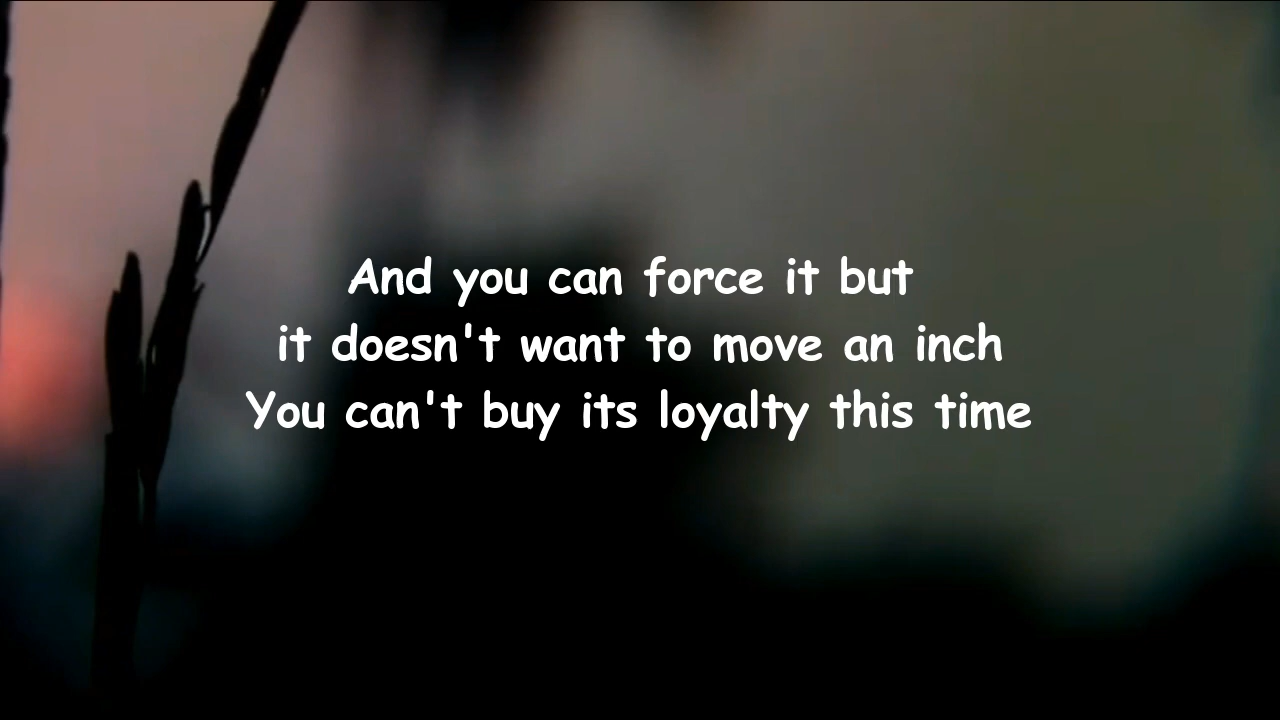 And you can force it but
it doesn't want to move an inch
You can't buy its loyalty this time